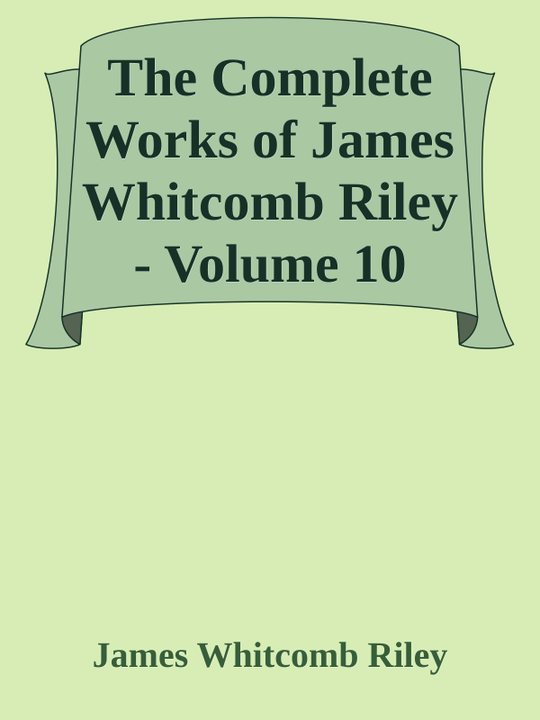 The Complete
Works of James
Whitcomb Riley
- Volume 10
James Whitcomb Riley